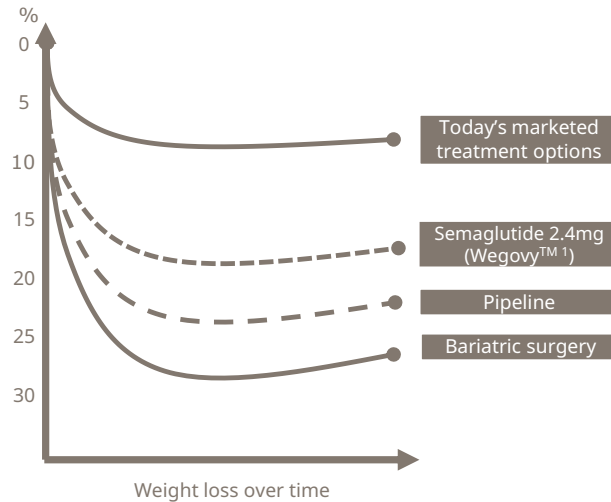 %
0
5
10
15
20
25
30
Today's marketed
treatment options
Semaglutide 2.4mg
(Wegovy™ 1)
Pipeline
Bariatric surgery
Weight loss over time